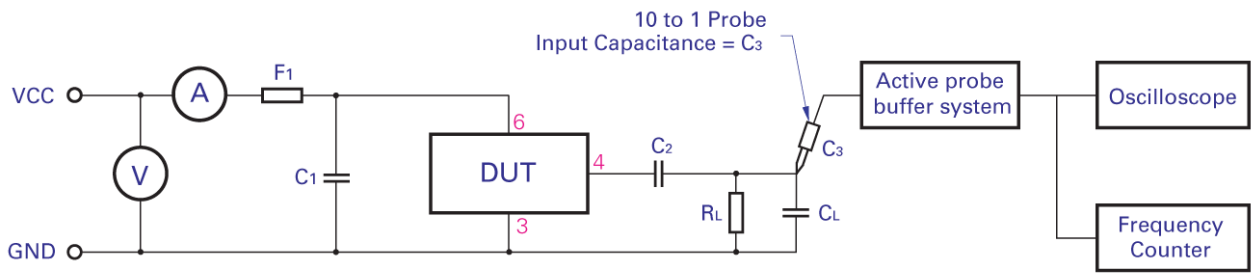 10 to 1 Probe
Input Capacitance = C3
VCC
A
F1
V
C1
6
DUT
4
3
C2
RL
CL
C3
Active probe
buffer system
Oscilloscope
Frequency
Counter
GND